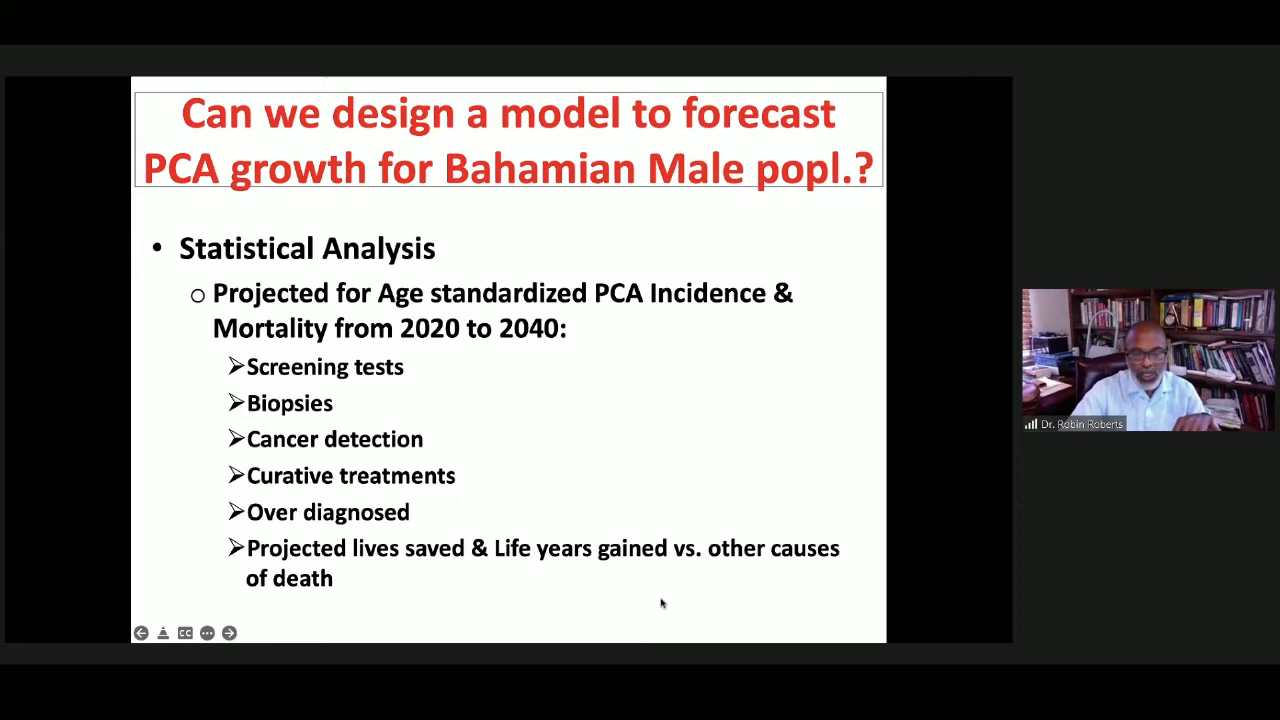 Can we design a model to forecast
PCA growth for Bahamian Male popl.?
• Statistical Analysis
o Projected for Age standardized PCA Incidence &
Mortality from 2020 to 2040:
➢Screening tests
➢Biopsies
➢Cancer detection
➢Curative treatments
➢Over diagnosed
➢Projected lives saved & Life years gained vs. other causes
of death
CC
Dr. Robin Roberts